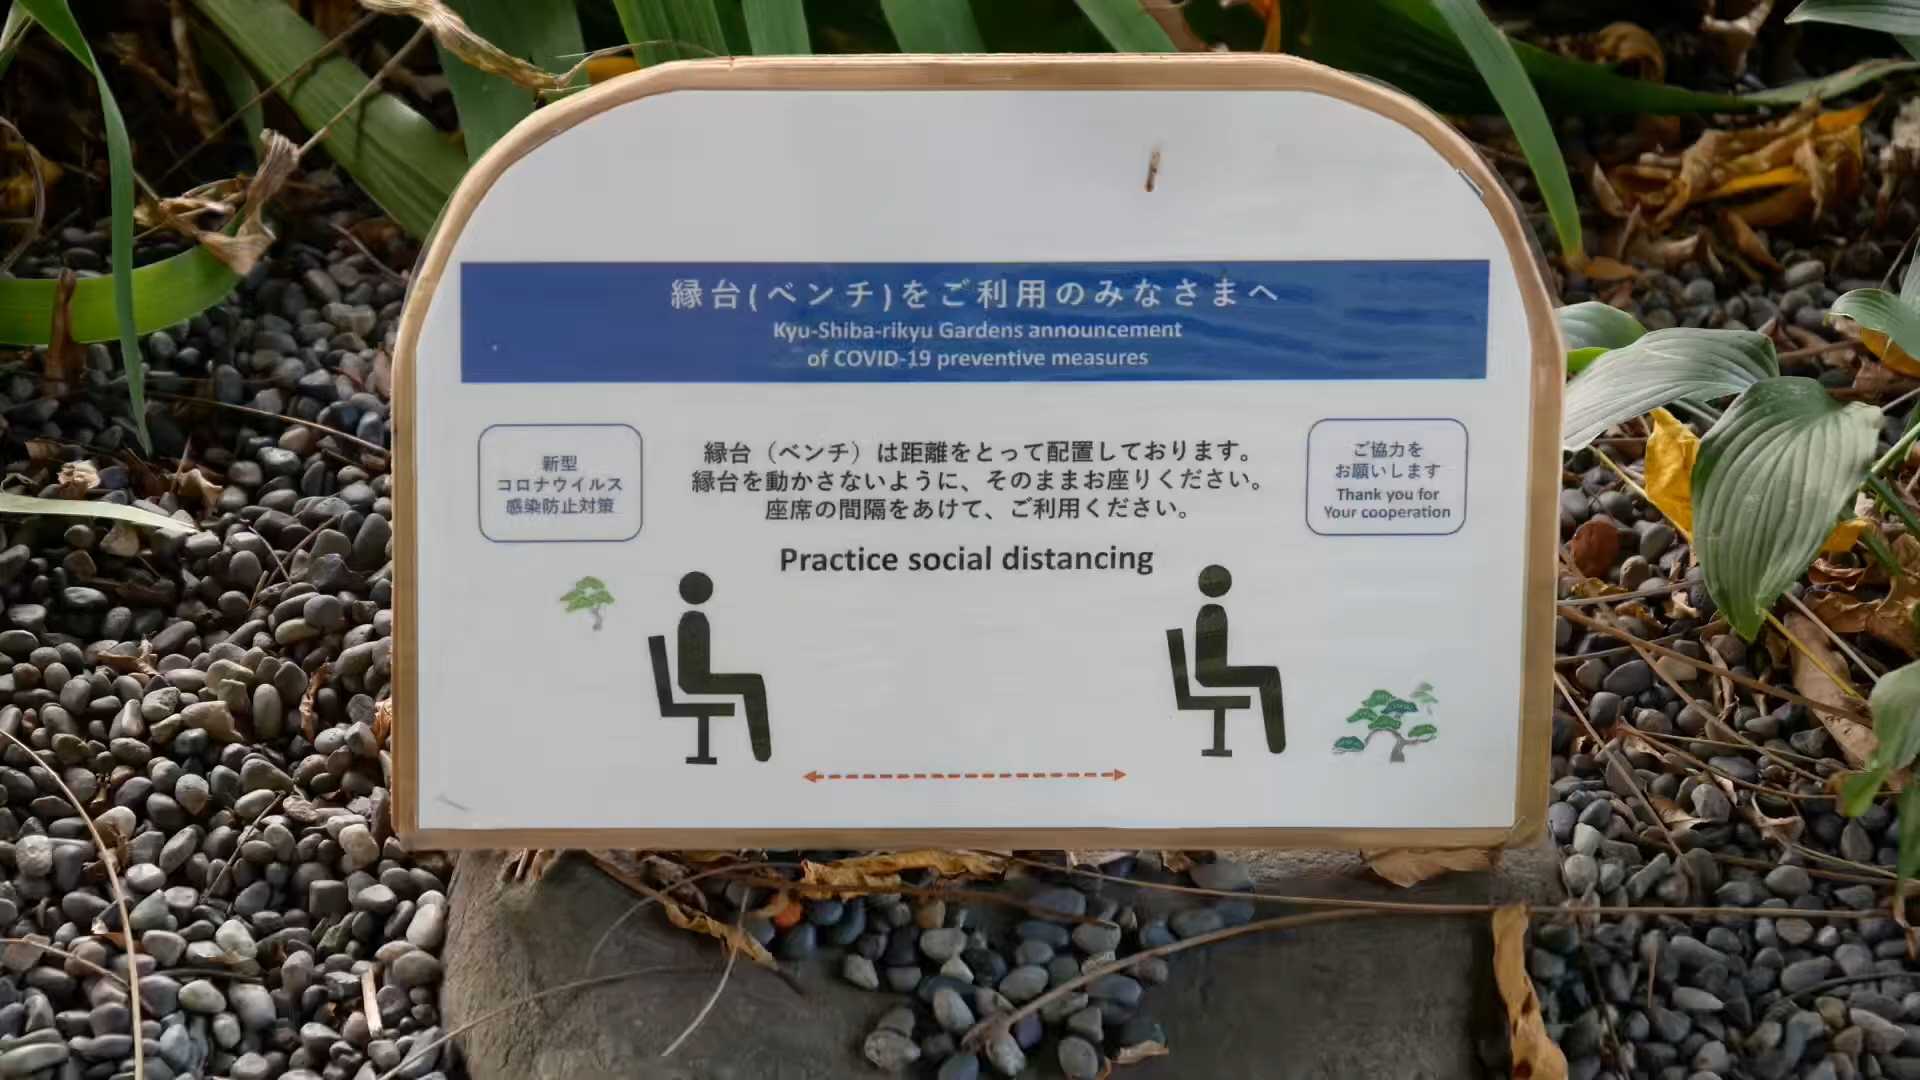 縁台(ベンチ)をご利用のみなさまへ
Kyu-Shiba-rikyu Gardens announcement
of COVID-19 preventive measures
新型
コロナウイルス
感染防止対策
縁台（ベンチ）は距離をとって配置しております。
縁台を動かさないように、そのままお座りください。
座席の間隔をあけて、ご利用ください。
ご協力を
お願いします
Thank you for
Your cooperation
Practice social distancing